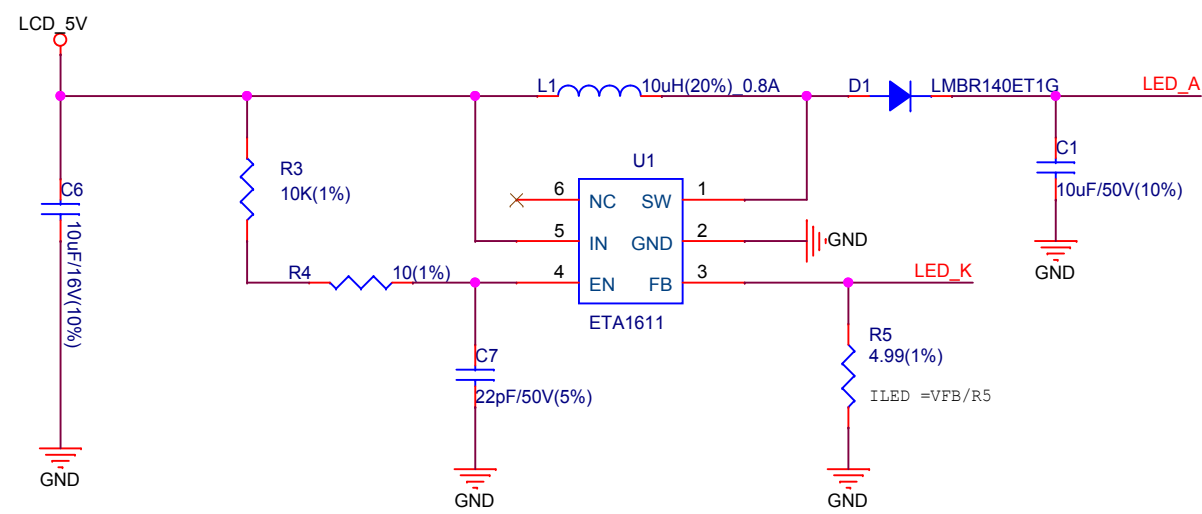 LCD_5V
L1
10uH(20%)_0.8A
D1
LMBR140ET1G
LED_A
C1
10uF/50V(10%)
GND
U1
R3
10K(1%)
C6
10uF/16V(10%)
GND
6
NC
SW
1
5
IN
GND
2
GND
4
EN
FB
3
LED_K
ETA1611
R4
10(1%)
C7
22pF/50V(5%)
GND
R5
4.99(1%)
ILED =VFB/R5
GND